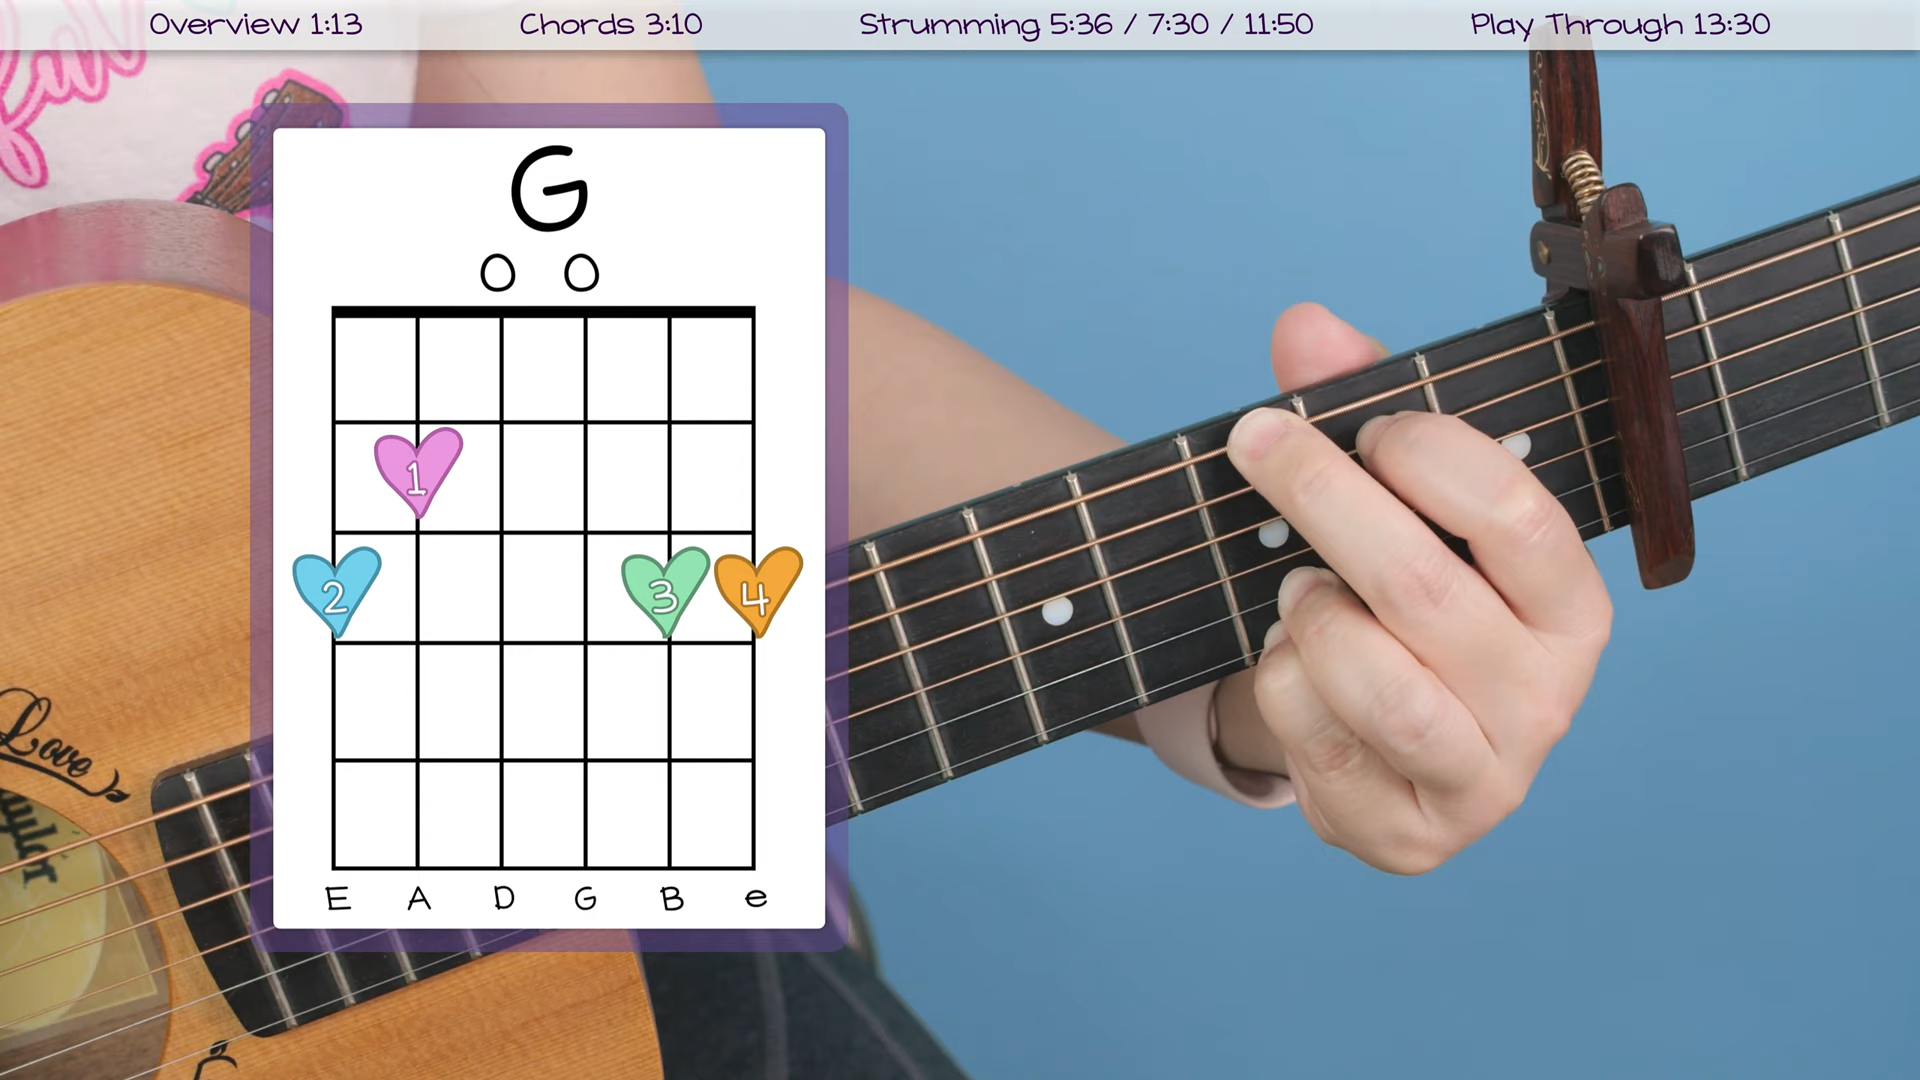 Overview 1:13 Chords 3:10 Strumming 5:36 / 7:30 / 11:50 Play Through 13:30
Luv
G
O O
1
2 3 4
E A D G B e
Love